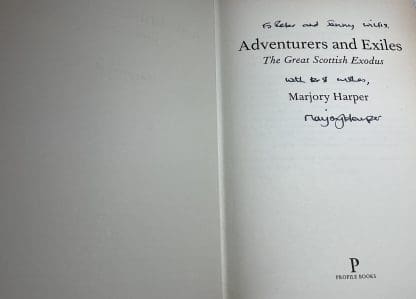 to Peter and Jenny Wilkes,
Adventurers and Exiles
The Great Scottish Exodus
with best wishes,
Marjory Harper
Marjory Harper
P
PROFILE BOOKS